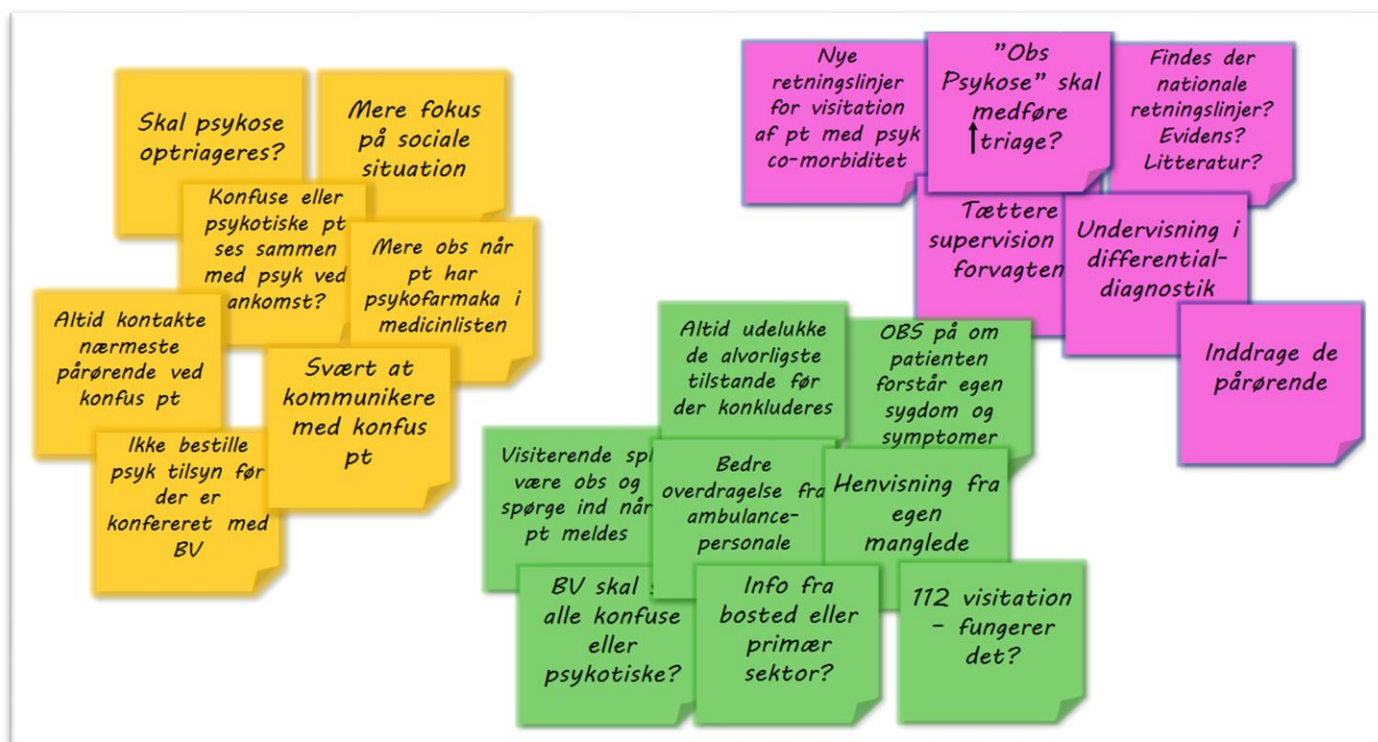 Skal psykose
optriageres?
Mere fokus
på sociale
situation
Konfuse eller
psykotiske pt
ses sammen
med psyk ved
ankomst?
Mere obs når
pt har
psykofarmaka i
medicinlisten
Altid kontakte
nærmeste
pårørende ved
konfus pt
Svært at
kommunikere
med konfus
pt
Ikke bestille
psyk tilsyn før
der er
konfereret med
BV
Altid udelukke
de alvorligste
tilstande før
der konkluderes
OBS på om
patienten
forstår egen
sygdom og
symptomer
Visiterende spl
være obs og
spørge ind når
pt meldes
Bedre
overdragelse fra
ambulance-
personale
Henvisning fra
egen
manglede
BV skal
alle konfuse
eller
psykotiske?
Info fra
bosted eller
primær
sektor?
112 visitation
- fungerer
det?
Nye
retningslinjer
for visitation
af pt med psyk
co-morbiditet
"Obs
Psykose" skal
medføre
↑triage?
Findes der
nationale
retningslinjer?
Evidens?
Litteratur?
Tættere
supervision
forvagten
Undervisning i
differential-
diagnostik
Inddrage de
pårørende